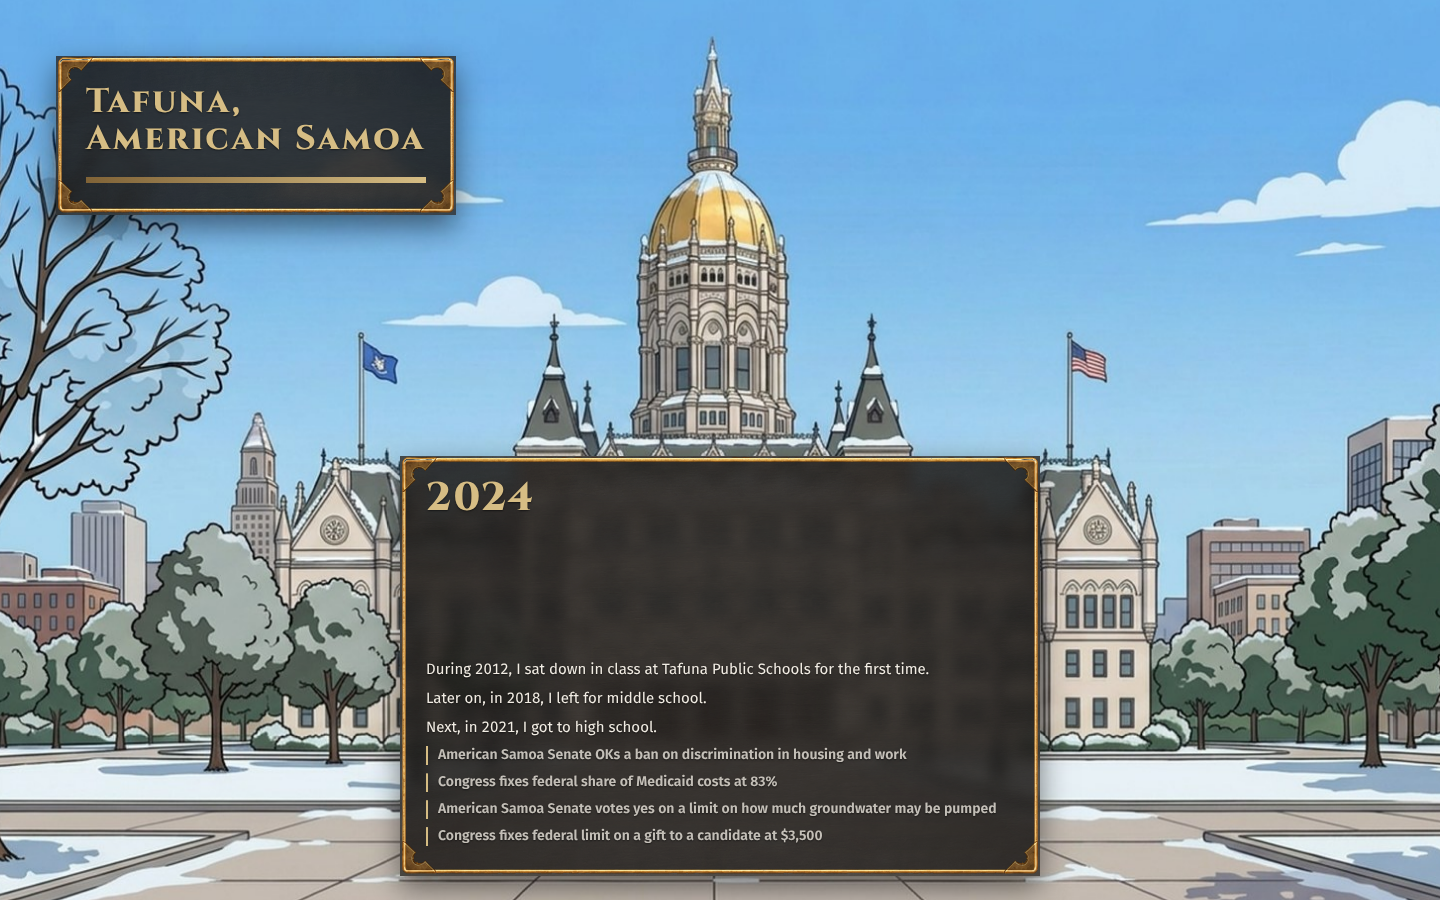 Tafuna,
American Samoa
2024
During 2012, I sat down in class at Tafuna Public Schools for the first time.
Later on, in 2018, I left for middle school.
Next, in 2021, I got to high school.
American Samoa Senate OKs a ban on discrimination in housing and work
Congress fixes federal share of Medicaid costs at 83%
American Samoa Senate votes yes on a limit on how much groundwater may be pumped
Congress fixes federal limit on a gift to a candidate at $3,500